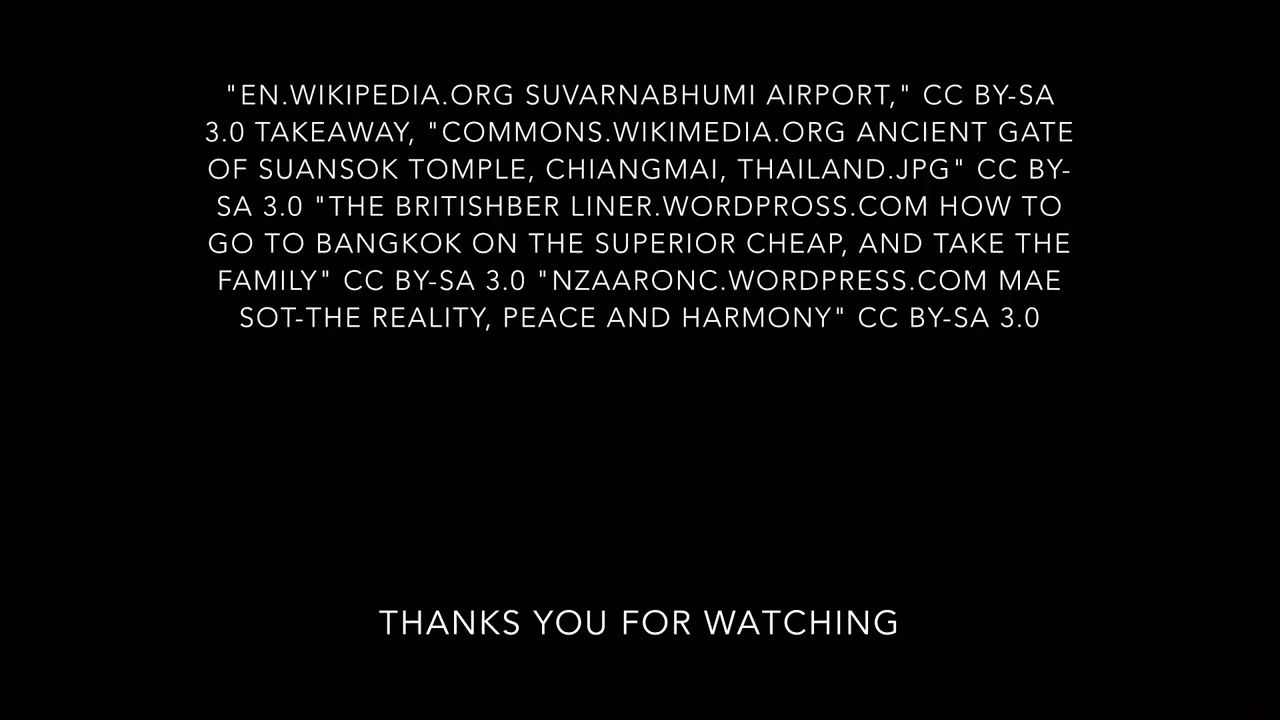 "EN.WIKIPEDIA.ORG SUVARNABHUMI AIRPORT," CC BY-SA
3.0 TAKEAWAY, "COMMONS.WIKIMEDIA.ORG ANCIENT GATE
OF SUANSOK TOMPLE, CHIANGMAI, THAILAND.JPG" CC BY-
SA 3.0 "THE BRITISHBER LINER.WORDPROSS.COM HOW TO
GO TO BANGKOK ON THE SUPERIOR CHEAP, AND TAKE THE
FAMILY" CC BY-SA 3.0 "NZAARONC.WORDPRESS.COM MAE
SOT-THE REALITY, PEACE AND HARMONY" CC BY-SA 3.0
THANKS YOU FOR WATCHING